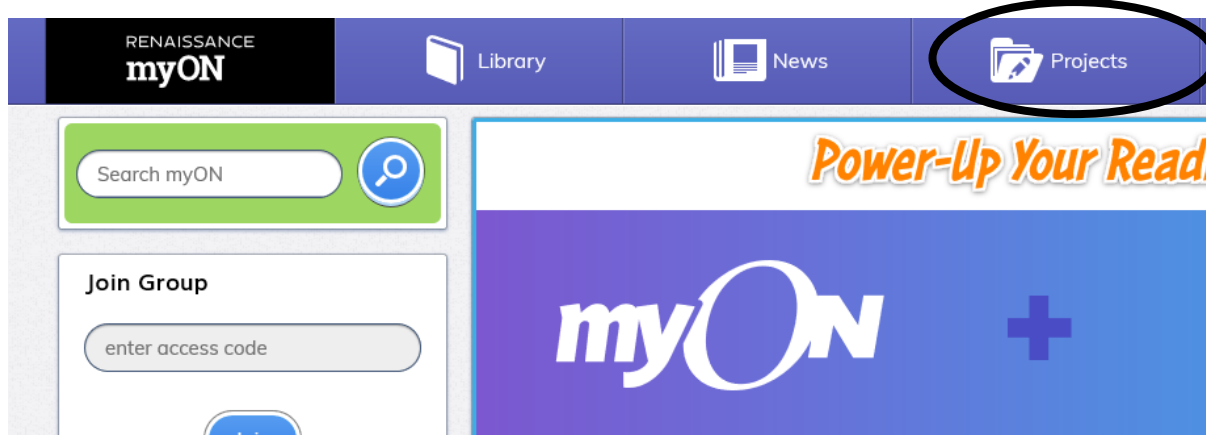 RENAISSANCE
myON
Library
News
Projects
Search myON
Power-Up Your Read
Join Group
enter access code
myON
+